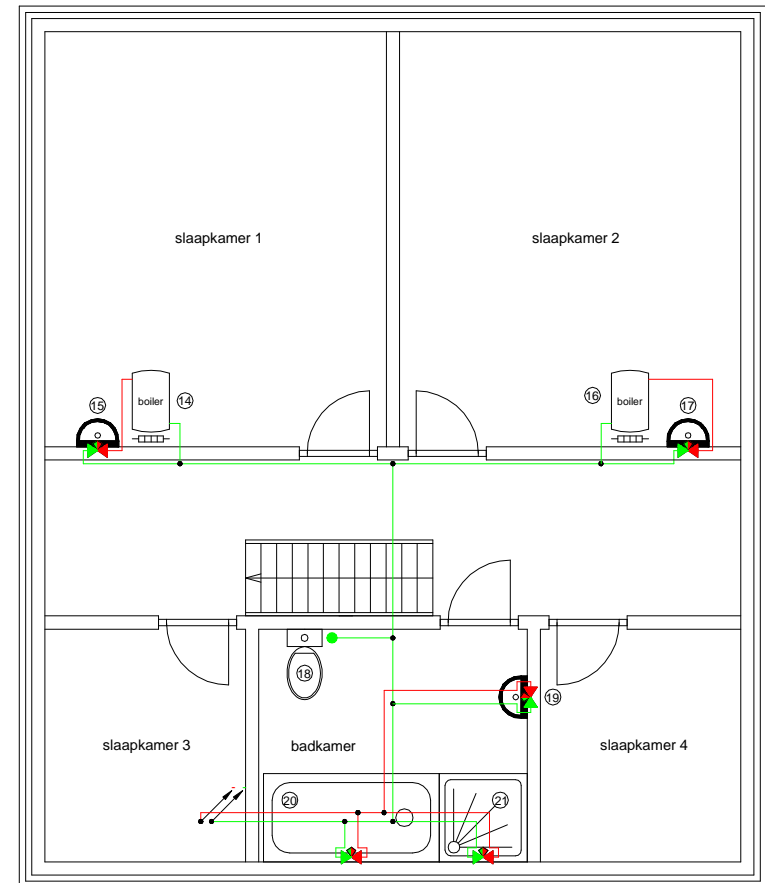 slaapkamer 1
slaapkamer 2
boiler
14
15
16
boiler
17
18
19
slaapkamer 3
badkamer
slaapkamer 4
20
21